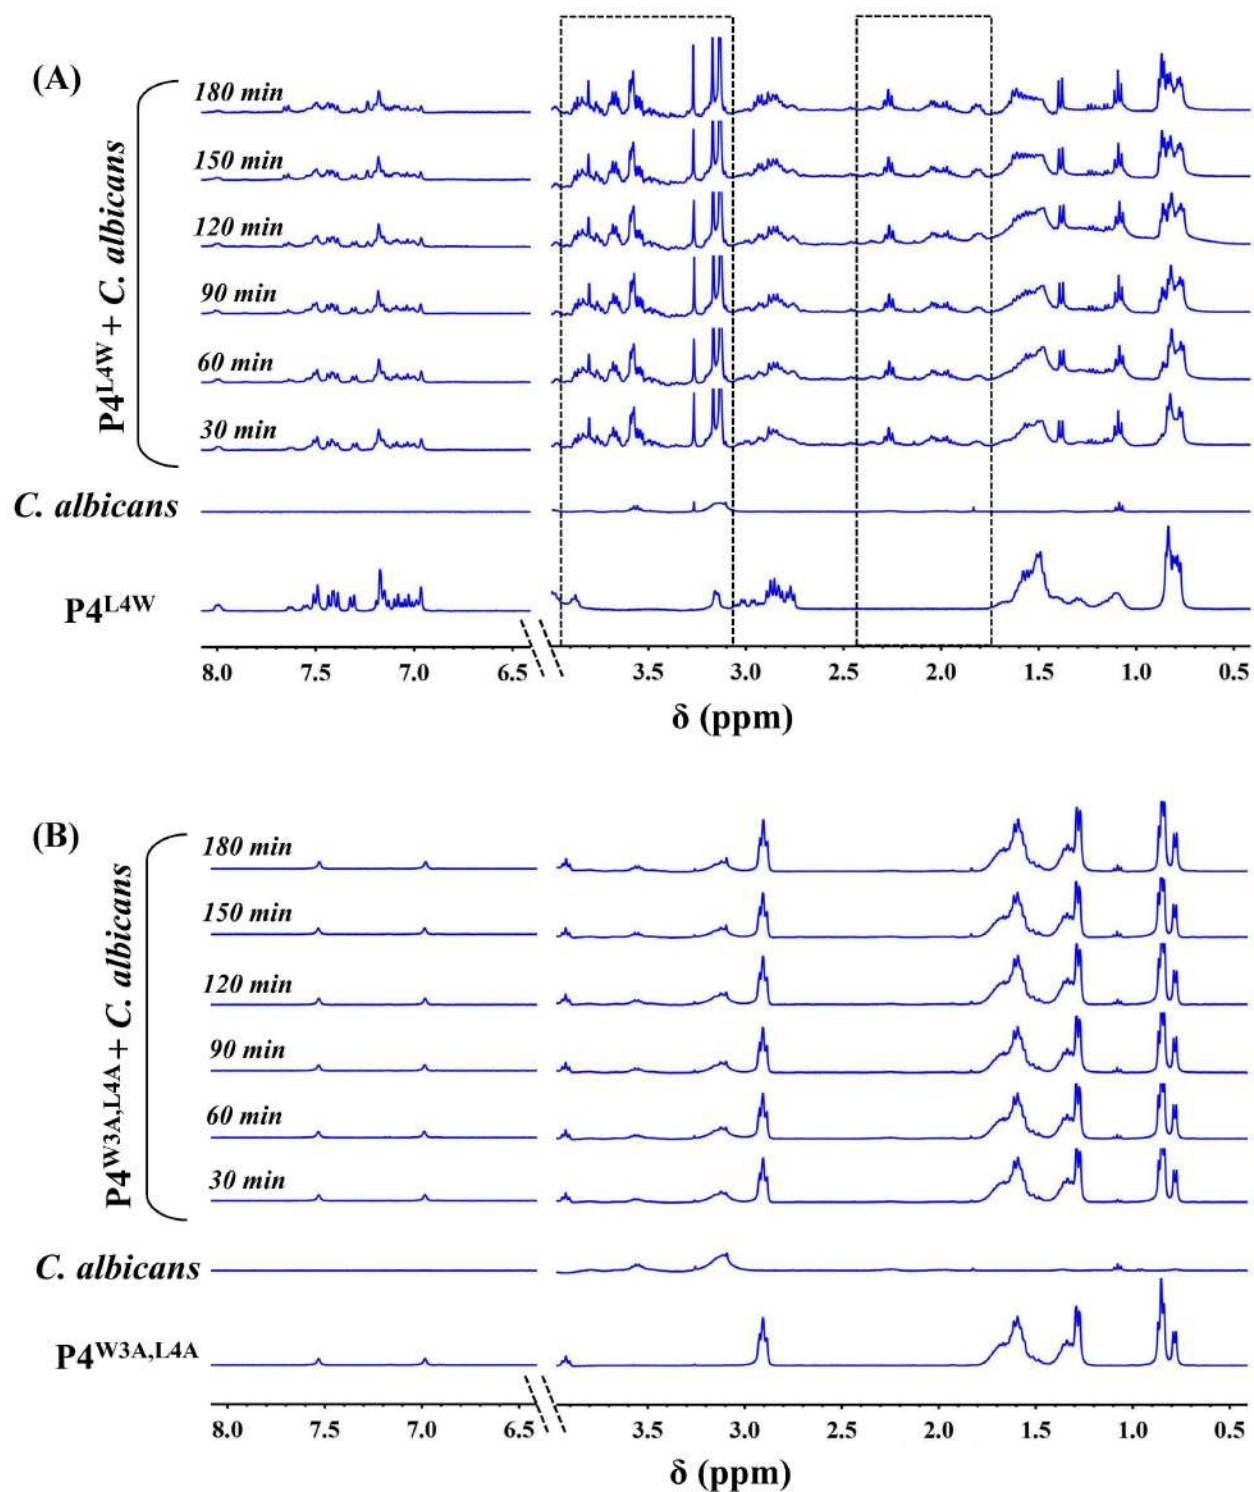 (A)
180 min
150 min
120 min
90 min
60 min
30 min
P4L4W + C. albicans
C. albicans
P4L4W
8.0 7.5 7.0 6.5 3.5 3.0 2.5 2.0 1.5 1.0 0.5
δ (ppm)
(B)
180 min
150 min
120 min
90 min
60 min
30 min
P4W3A,L4A + C. albicans
C. albicans
P4W3A,L4A
8.0 7.5 7.0 6.5 3.5 3.0 2.5 2.0 1.5 1.0 0.5
δ (ppm)